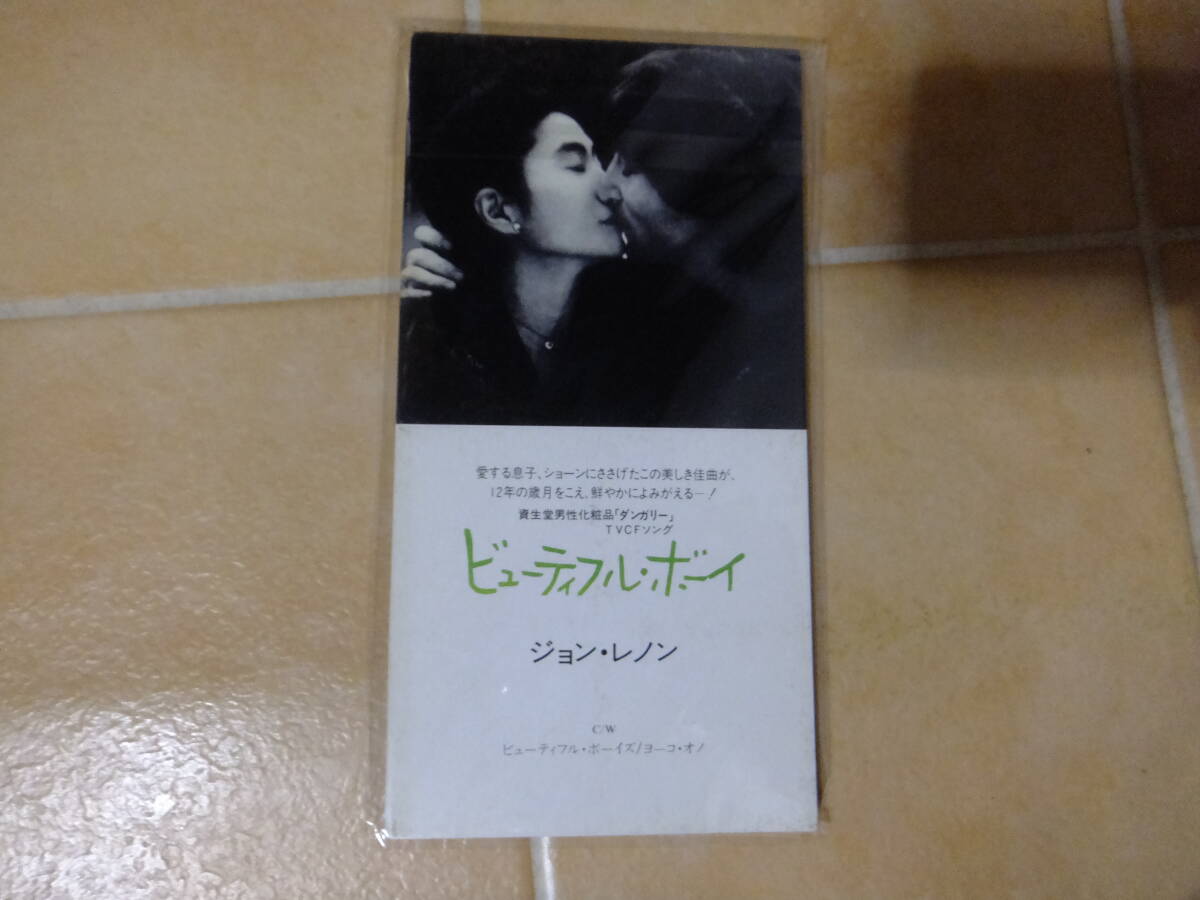 愛する息子、ショーンにささげたこの美しき佳曲が、
12年の歳月をこえ、鮮やかによみがえる—！
資生堂男性化粧品「ダンガリー」
TVCFソング
ビューティフル・ボーイ
ジョン・レノン
C/W
ビューティフル・ボーイズ/ヨーコ・オノ